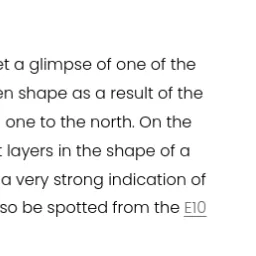 et a glimpse of one of the
en shape as a result of the
one to the north. On the
t layers in the shape of a
a very strong indication of
so be spotted from the E10